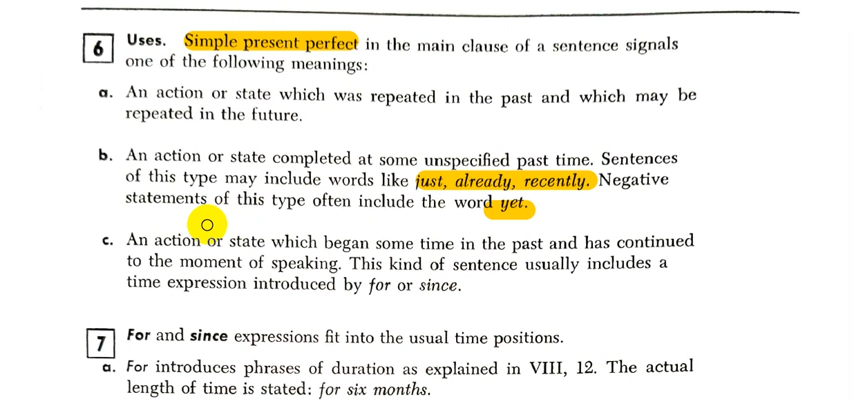 6 Uses. Simple present perfect in the main clause of a sentence signals
one of the following meanings:
a. An action or state which was repeated in the past and which may be
repeated in the future.
b. An action or state completed at some unspecified past time. Sentences
of this type may include words like just, already, recently. Negative
statements of this type often include the word yet.
c. An action or state which began some time in the past and has continued
to the moment of speaking. This kind of sentence usually includes a
time expression introduced by for or since.
7 For and since expressions fit into the usual time positions.
a. For introduces phrases of duration as explained in VIII, 12. The actual
length of time is stated: for six months.